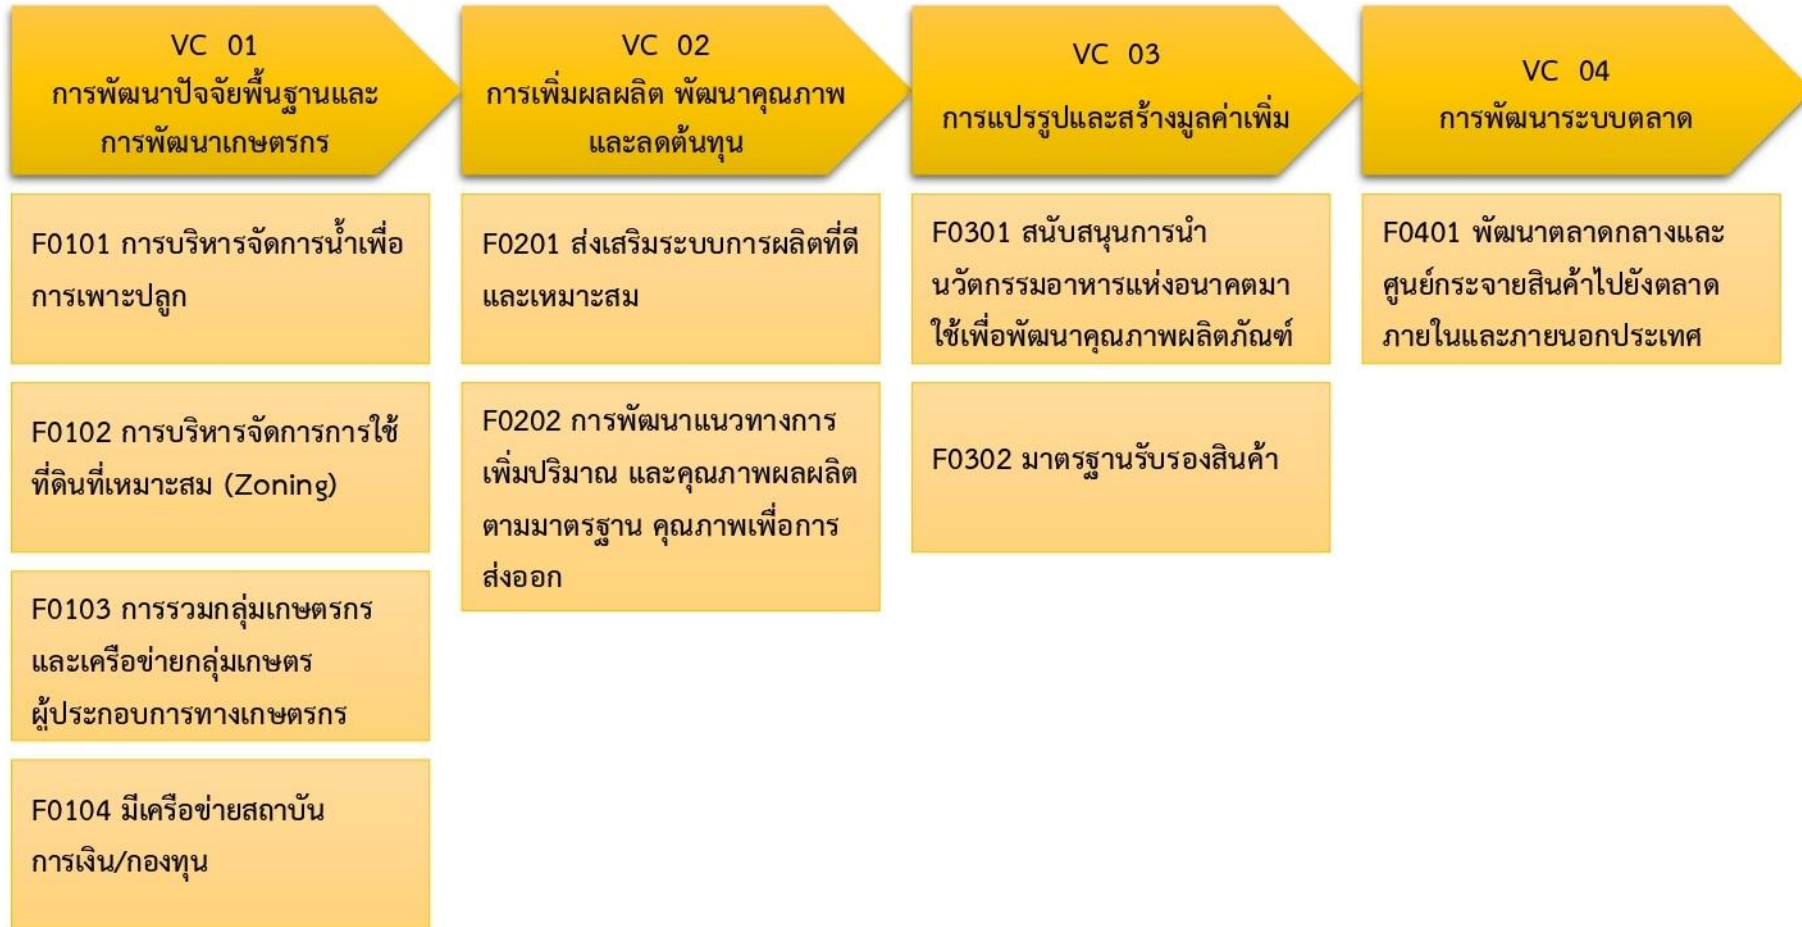 VC 01
การพัฒนาปัจจัยพื้นฐานและ
การพัฒนาเกษตรกร
VC 02
การเพิ่มผลผลิต พัฒนาคุณภาพ
และลดต้นทุน
VC 03
การแปรรูปและสร้างมูลค่าเพิ่ม
VC 04
การพัฒนาระบบตลาด
F0101 การบริหารจัดการน้ำเพื่อ
การเพาะปลูก
F0102 การบริหารจัดการการใช้
ที่ดินที่เหมาะสม (Zoning)
F0103 การรวมกลุ่มเกษตรกร
และเครือข่ายกลุ่มเกษตร
ผู้ประกอบการทางเกษตรกร
F0104 มีเครือข่ายสถาบัน
การเงิน/กองทุน
F0201 ส่งเสริมระบบการผลิตที่ดี
และเหมาะสม
F0202 การพัฒนาแนวทางการ
เพิ่มปริมาณ และคุณภาพผลผลิต
ตามมาตรฐาน คุณภาพเพื่อการ
ส่งออก
F0301 สนับสนุนการนำ
นวัตกรรมอาหารแห่งอนาคตมา
ใช้เพื่อพัฒนาคุณภาพผลิตภัณฑ์
F0302 มาตรฐานรับรองสินค้า
F0401 พัฒนาตลาดกลางและ
ศูนย์กระจายสินค้าไปยังตลาด
ภายในและภายนอกประเทศ